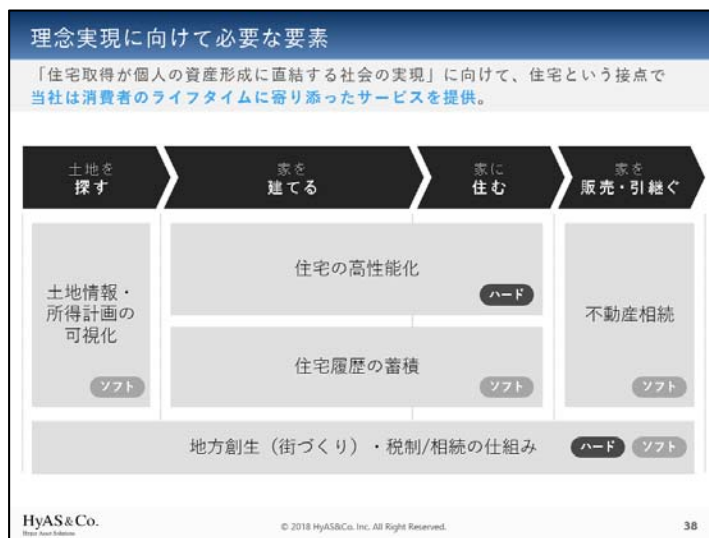 理念実現に向けて必要な要素
「住宅取得が個人の資産形成に直結する社会の実現」に向けて、住宅という接点で
当社は消費者のライフタイムに寄り添ったサービスを提供。
土地を
探す
家を
建てる
家に
住む
家を
販売・引継ぐ
土地情報・
所得計画の
可視化
ソフト
住宅の高性能化
ハード
住宅履歴の蓄積
ソフト
不動産相続
ソフト
地方創生（街づくり）・税制/相続の仕組み
ハード ソフト
HyAS&Co.
Hyper Asset Solutions
© 2018 HyAS&Co. Inc. All Right Reserved.
38